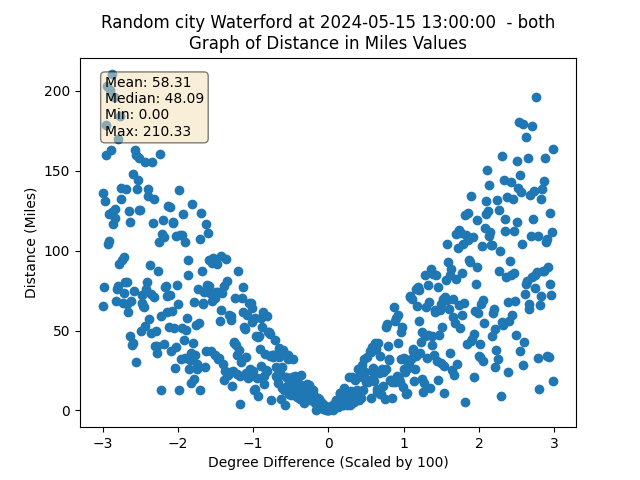 Random city Waterford at 2024-05-15 13:00:00  - both
Graph of Distance in Miles Values
Mean: 58.31
Median: 48.09
Min: 0.00
Max: 210.33
200
150
100
50
0
Distance (Miles)
−3 −2 −1 0 1 2 3
Degree Difference (Scaled by 100)